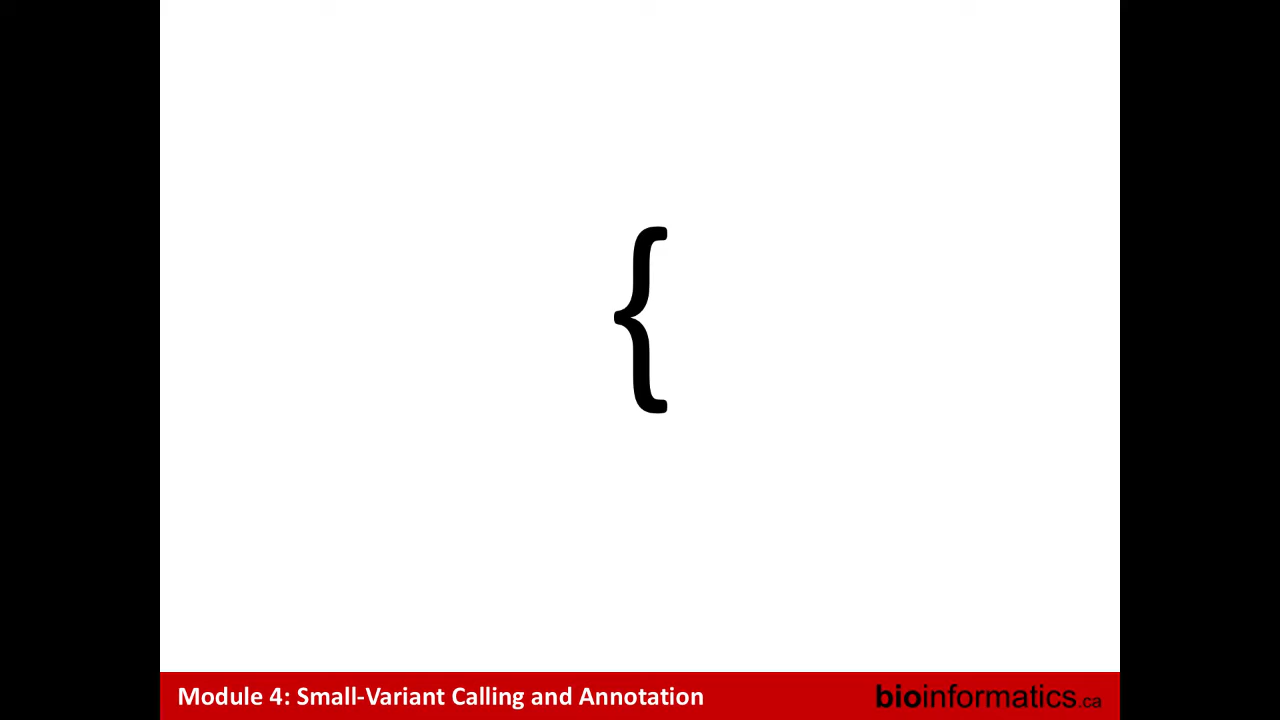 {
Module 4: Small-Variant Calling and Annotation
bioinformatics.ca